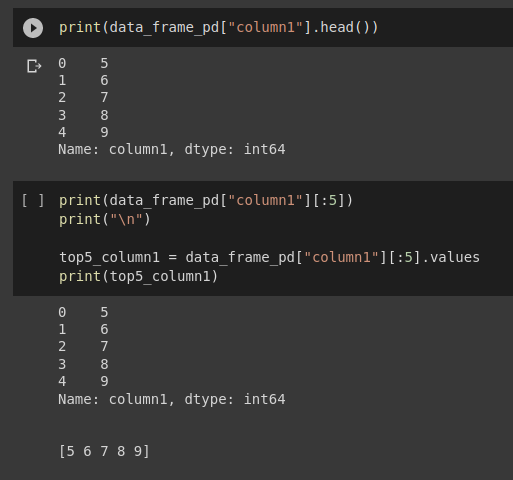 print(data_frame_pd["column1"].head())
0    5
1    6
2    7
3    8
4    9
Name: column1, dtype: int64
[ ] print(data_frame_pd["column1"][:5])
print("\n")
top5_column1 = data_frame_pd["column1"][:5].values
print(top5_column1)
0    5
1    6
2    7
3    8
4    9
Name: column1, dtype: int64
[5 6 7 8 9]